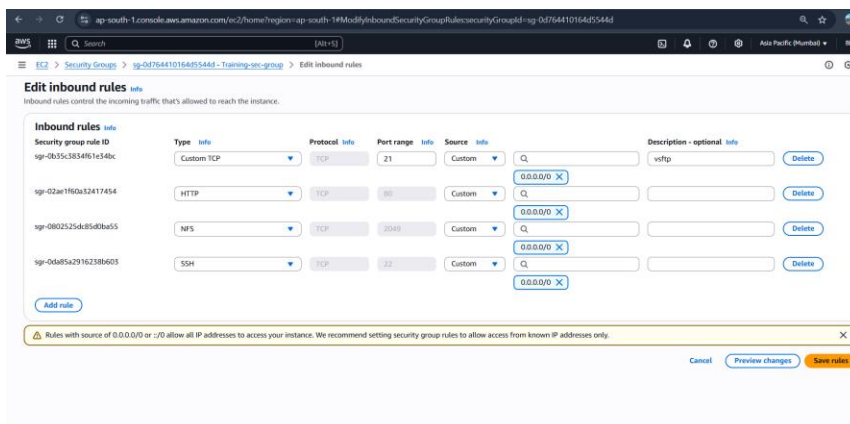 ap-south-1.console.aws.amazon.com/ec2/home?region=ap-south-1#ModifyInboundSecurityGroupRules:securityGroupId=sg-0d764410164d5544d
aws Search [Alt+S] Asia Pacific (Mumbai)
EC2 > Security Groups > sg-0d764410164d5544d - Training-sec-group > Edit inbound rules
Edit inbound rules Info
Inbound rules control the incoming traffic that's allowed to reach the instance.
Inbound rules Info
Security group rule ID Type Info Protocol Info Port range Info Source Info Description - optional Info
sgr-0b35c3834f61e34bc Custom TCP TCP 21 Custom vsftp Delete
0.0.0.0/0
sgr-02ae1f60a32417454 HTTP TCP 80 Custom Delete
0.0.0.0/0
sgr-0802525dc85d0ba55 NFS TCP 2049 Custom Delete
0.0.0.0/0
sgr-0da85a2916238b603 SSH TCP 22 Custom Delete
0.0.0.0/0
Add rule
Rules with source of 0.0.0.0/0 or ::/0 allow all IP addresses to access your instance. We recommend setting security group rules to allow access from known IP addresses only.
Cancel Preview changes Save rules